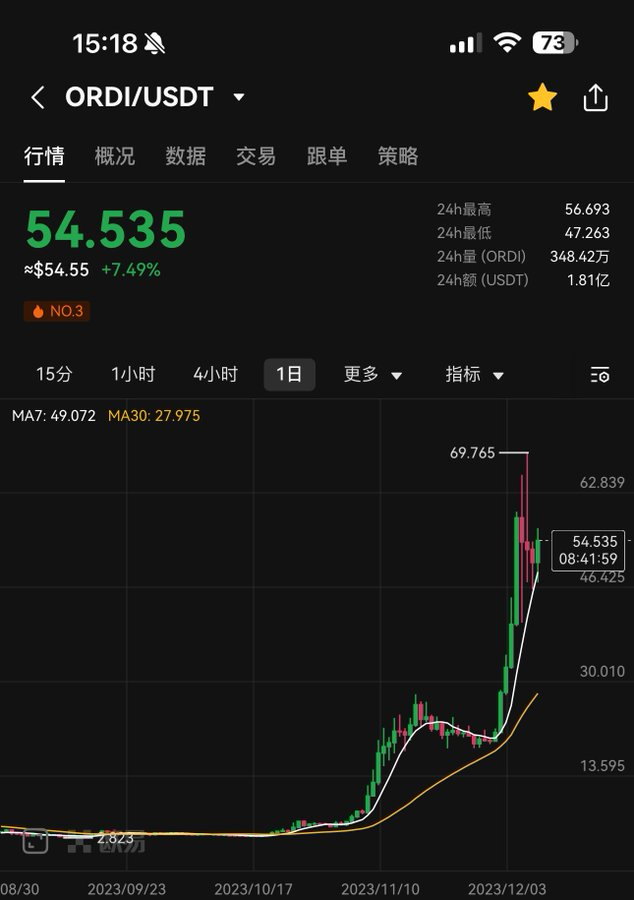 15:18
73
ORDI/USDT
行情 概况 数据 交易 跟单 策略
54.535
≈$54.55 +7.49%
NO.3
24h最高 56.693
24h最低 47.263
24h量 (ORDI) 348.42万
24h额 (USDT) 1.81亿
15分 1小时 4小时 1日 更多 指标
MA7: 49.072 MA30: 27.975
69.765
62.839
54.535
08:41:59
46.425
30.010
13.595
2.823
欧易
08/30 2023/09/23 2023/10/17 2023/11/10 2023/12/03